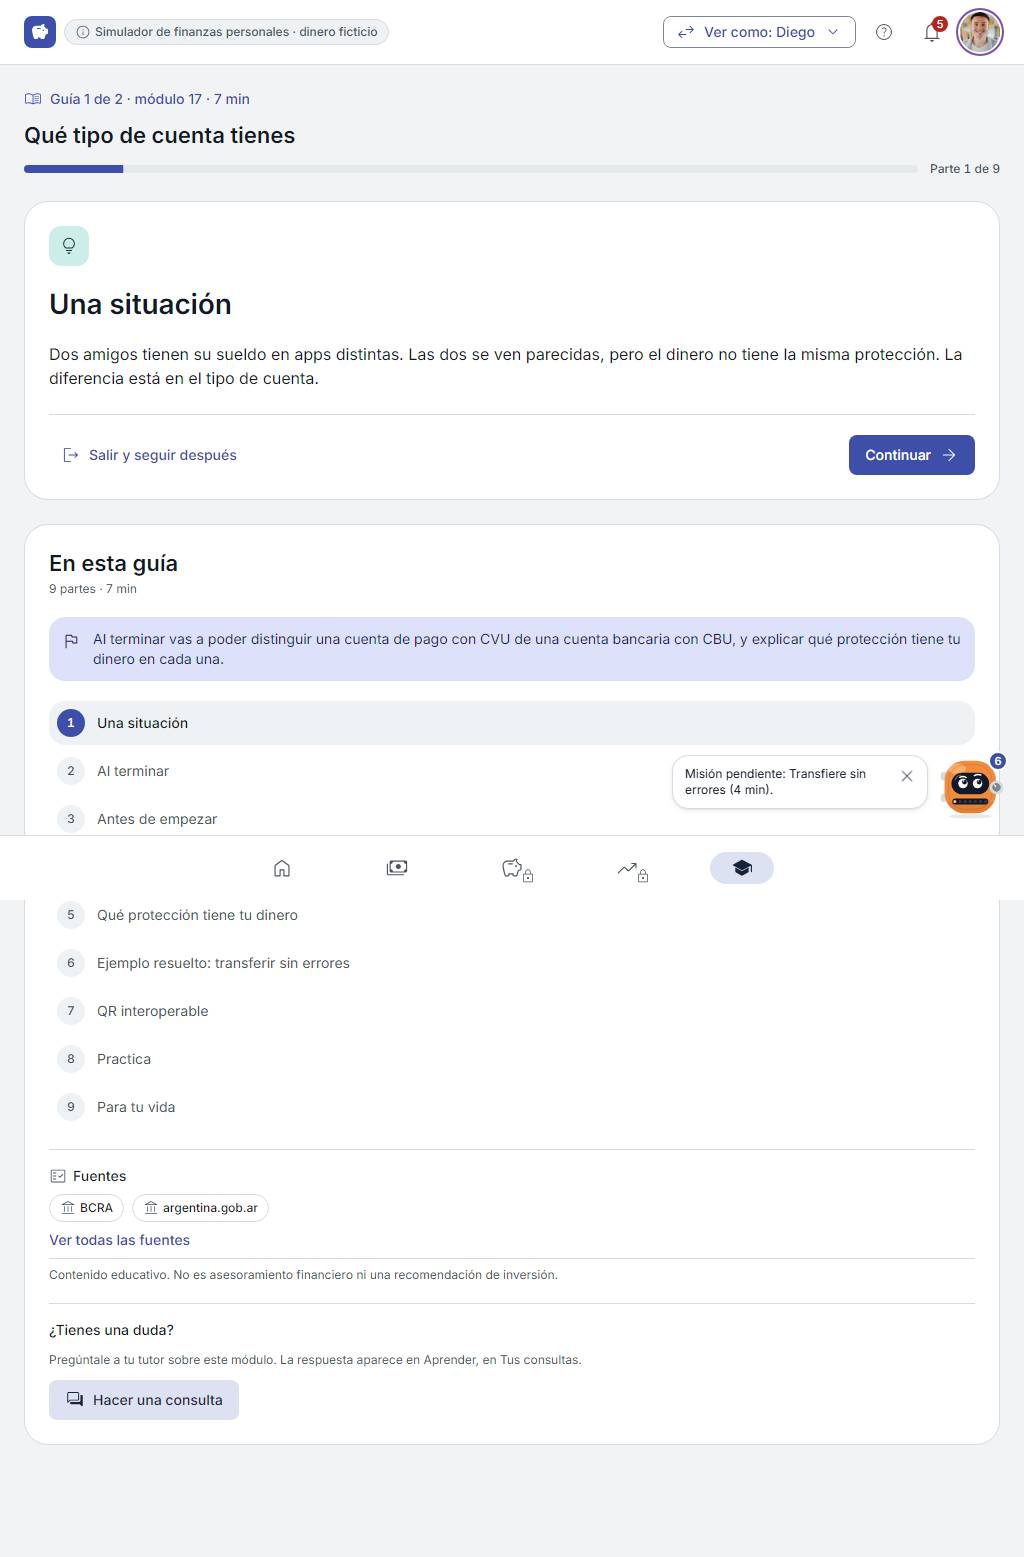 Simulador de finanzas personales · dinero ficticio
Ver como: Diego
5
Guía 1 de 2 · módulo 17 · 7 min
Qué tipo de cuenta tienes
Parte 1 de 9
Una situación
Dos amigos tienen su sueldo en apps distintas. Las dos se ven parecidas, pero el dinero no tiene la misma protección. La
diferencia está en el tipo de cuenta.
Salir y seguir después
Continuar
En esta guía
9 partes · 7 min
Al terminar vas a poder distinguir una cuenta de pago con CVU de una cuenta bancaria con CBU, y explicar qué protección tiene tu
dinero en cada una.
1 Una situación
2 Al terminar
Misión pendiente: Transfiere sin
errores (4 min).
6
3 Antes de empezar
5 Qué protección tiene tu dinero
6 Ejemplo resuelto: transferir sin errores
7 QR interoperable
8 Practica
9 Para tu vida
Fuentes
BCRA
argentina.gob.ar
Ver todas las fuentes
Contenido educativo. No es asesoramiento financiero ni una recomendación de inversión.
¿Tienes una duda?
Pregúntale a tu tutor sobre este módulo. La respuesta aparece en Aprender, en Tus consultas.
Hacer una consulta